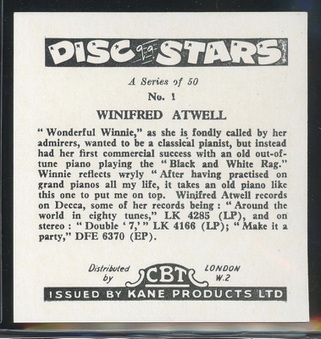 DISC STARS
A Series of 50
No. 1
WINIFRED ATWELL
" Wonderful Winnie," as she is fondly called by her
admirers, wanted to be a classical pianist, but instead
had her first commercial success with an old out-of-
tune piano playing the "Black and White Rag."
Winnie reflects wryly " After having practised on
grand pianos all my life, it takes an old piano like
this one to put me on top. Winifred Atwell records
on Decca, some of her records being : " Around the
world in eighty tunes," LK 4285 (LP), and on
stereo : " Double ' 7,' " LK 4166 (LP); " Make it a
party," DFE 6370 (EP).
Distributed by CBT LONDON W.2
ISSUED BY KANE PRODUCTS LTD